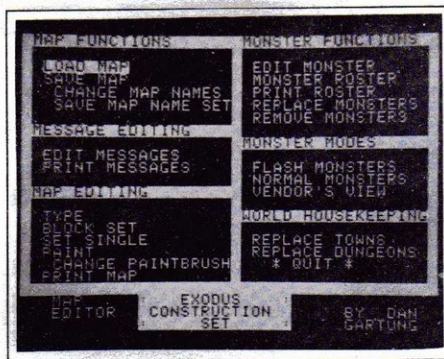 MAP FUNCTIONS
LOAD MAP
SAVE MAP
CHANGE MAP NAMES
SAVE MAP NAME SET
MESSAGE EDITING
EDIT MESSAGES
PRINT MESSAGES
MAP EDITING
TYPE
BLOCK SET
SET SINGLE
PAINT
CHANGE PAINTBRUSH
PRINT MAP
MONSTER FUNCTIONS
EDIT MONSTER
MONSTER ROSTER
PRINT ROSTER
REPLACE MONSTERS
REMOVE MONSTERS
MONSTER MODES
FLASH MONSTERS
NORMAL MONSTERS
VENDOR'S VIEW
WORLD HOUSEKEEPING
REPLACE TOWNS
REPLACE DUNGEONS
* QUIT *
MAP
EDITOR
EXODUS
CONSTRUCTION
SET
BY DAN
GARTUNG